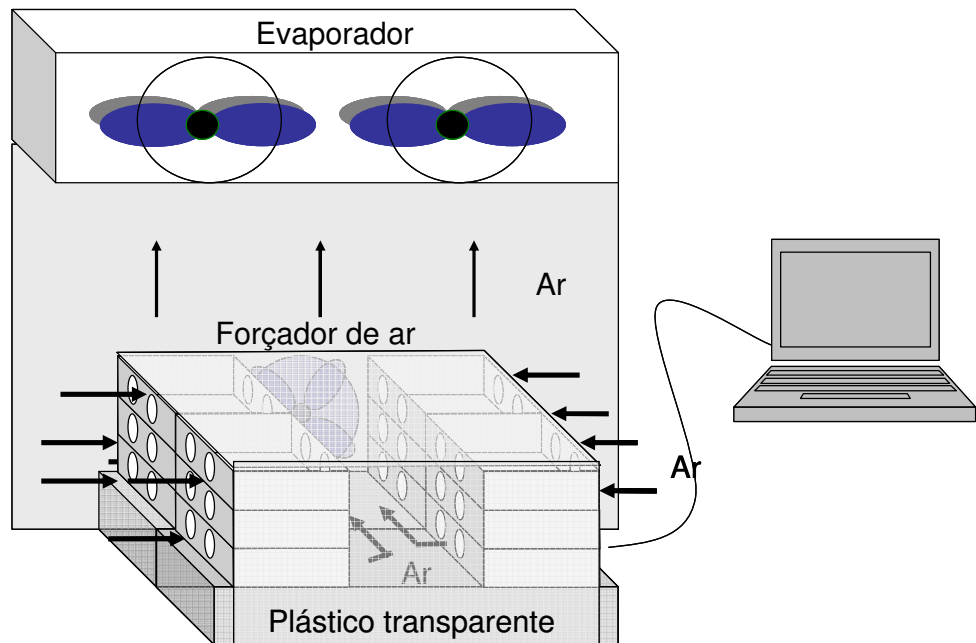 Evaporador
Ar
Forçador de ar
Ar
Ar
Plástico transparente